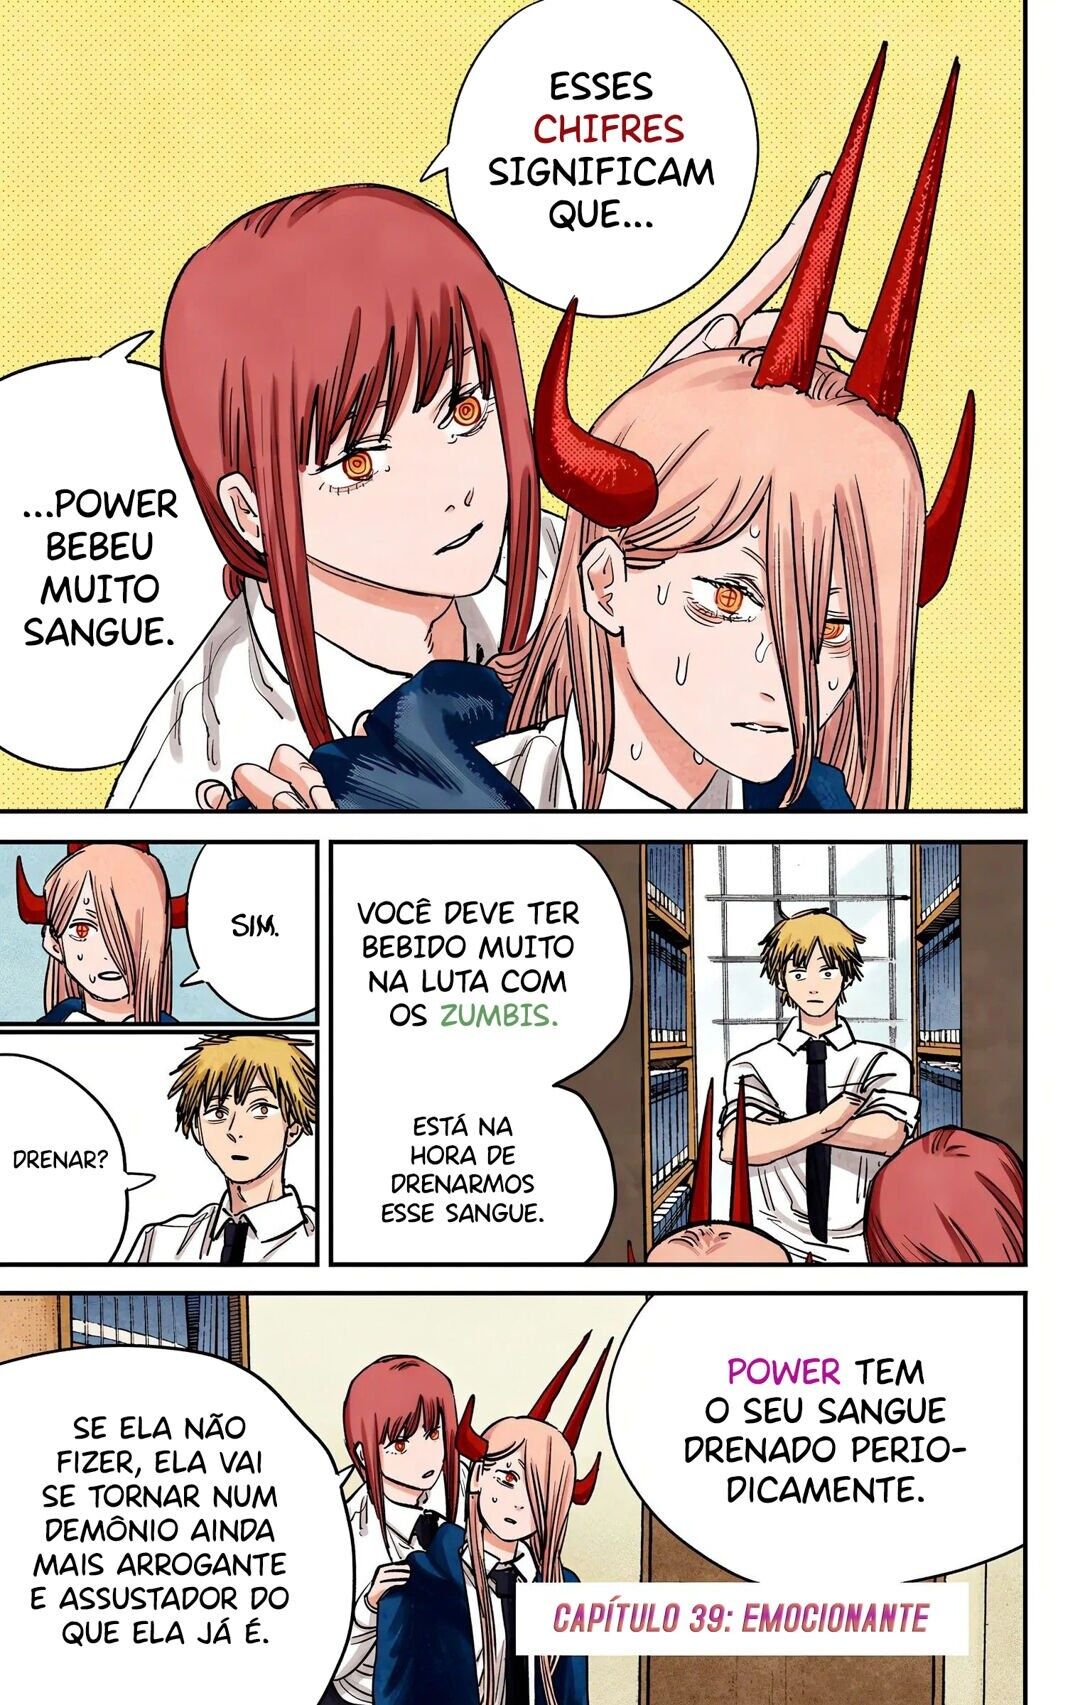 ESSES
CHIFRES
SIGNIFICAM
QUE...
...POWER
BEBEU
MUITO
SANGUE.
VOCÊ DEVE TER
BEBIDO MUITO
NA LUTA COM
OS ZUMBIS.
ESTÁ NA
HORA DE
DRENARMOS
ESSE SANGUE.
SIM.
DRENAR?
POWER TEM
O SEU SANGUE
DRENADO PERIO-
DICAMENTE.
SE ELA NÃO
FIZER, ELA VAI
SE TORNAR NUM
DEMÔNIO AINDA
MAIS ARROGANTE
E ASSUSTADOR DO
QUE ELA JÁ É.
CAPÍTULO 39: EMOCIONANTE